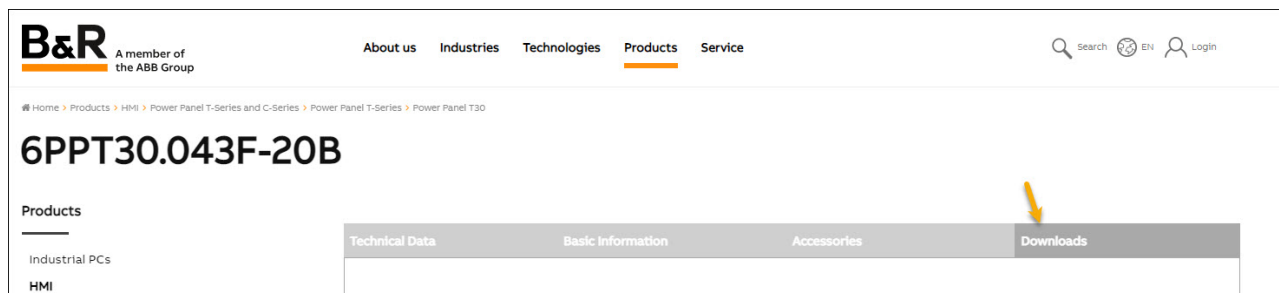 B&R A member of
the ABB Group
About us Industries Technologies Products Service
Search EN Login
Home > Products > HMI > Power Panel T-Series and C-Series > Power Panel T-Series > Power Panel T30
6PPT30.043F-20B
Products
Technical Data Basic Information Accessories Downloads
Industrial PCs
HMI